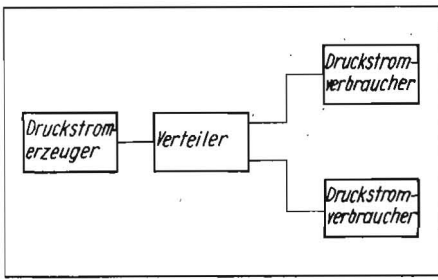 Druckstrom-
verbraucher
Druckstrom-
erzeuger
Verteiler
Druckstrom-
verbraucher